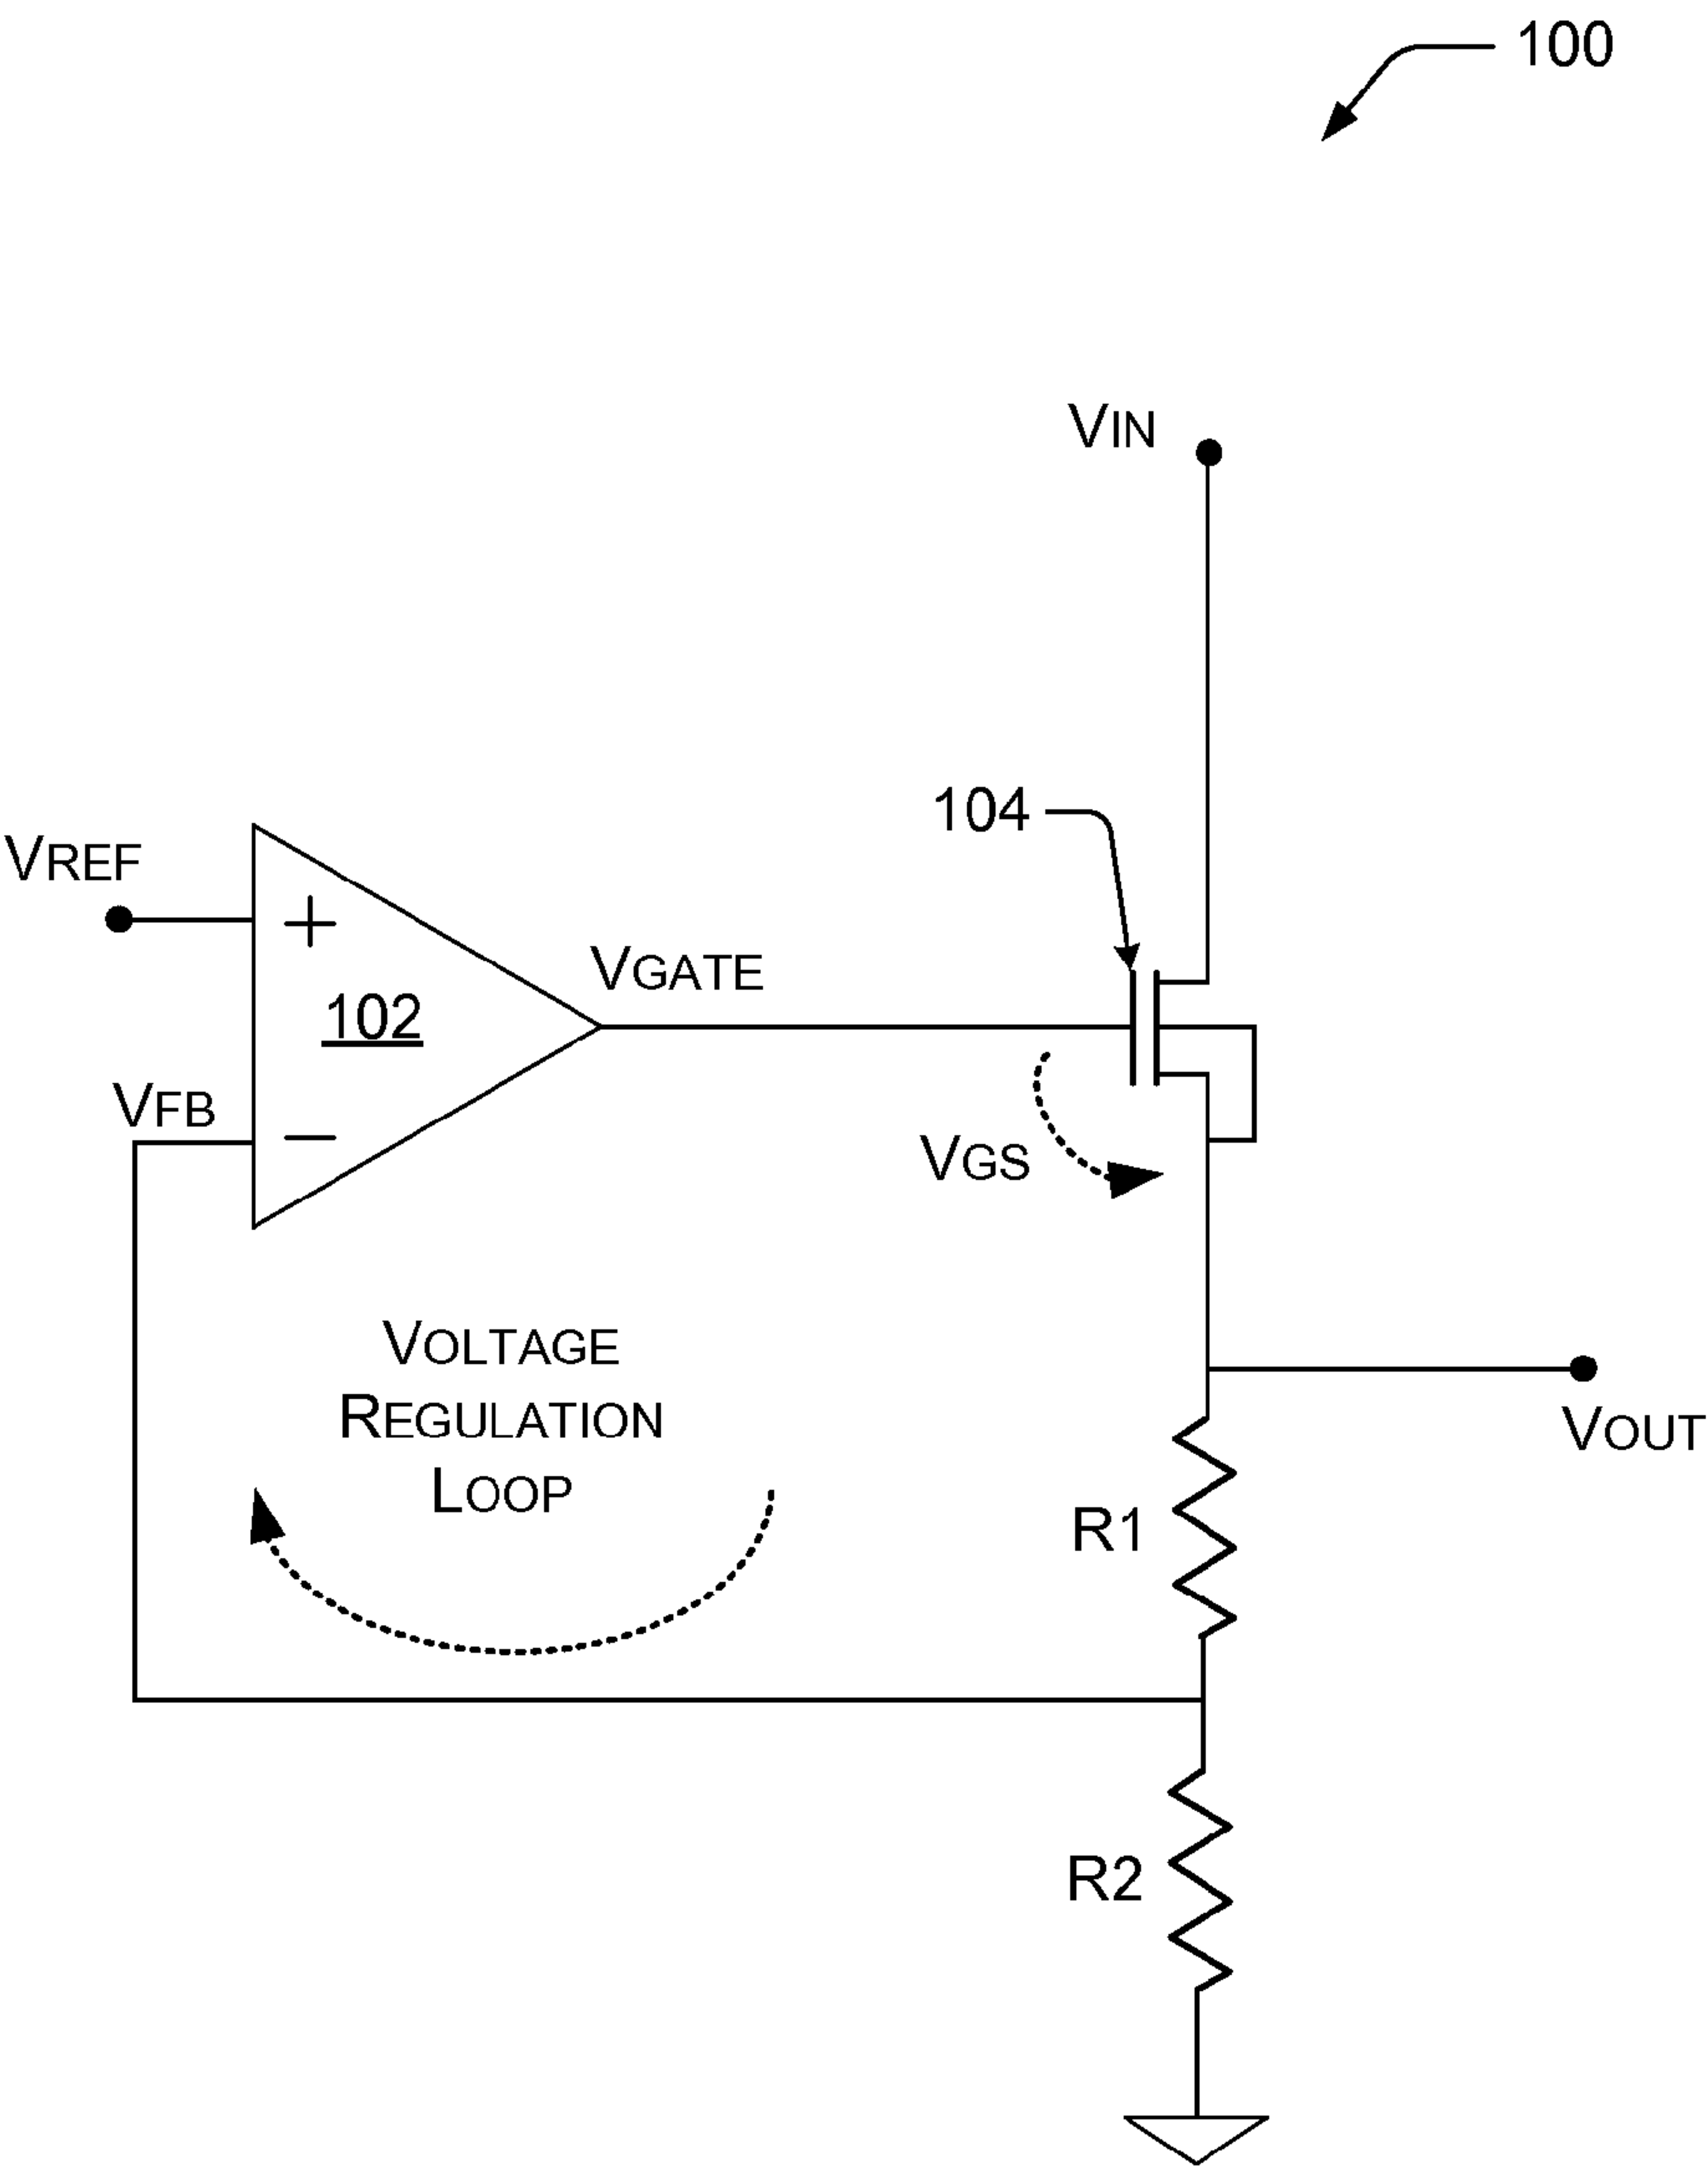 100
VIN
104
VREF
+
102
VGATE
VFB
−
VGS
VOLTAGE
REGULATION
LOOP
VOUT
R1
R2